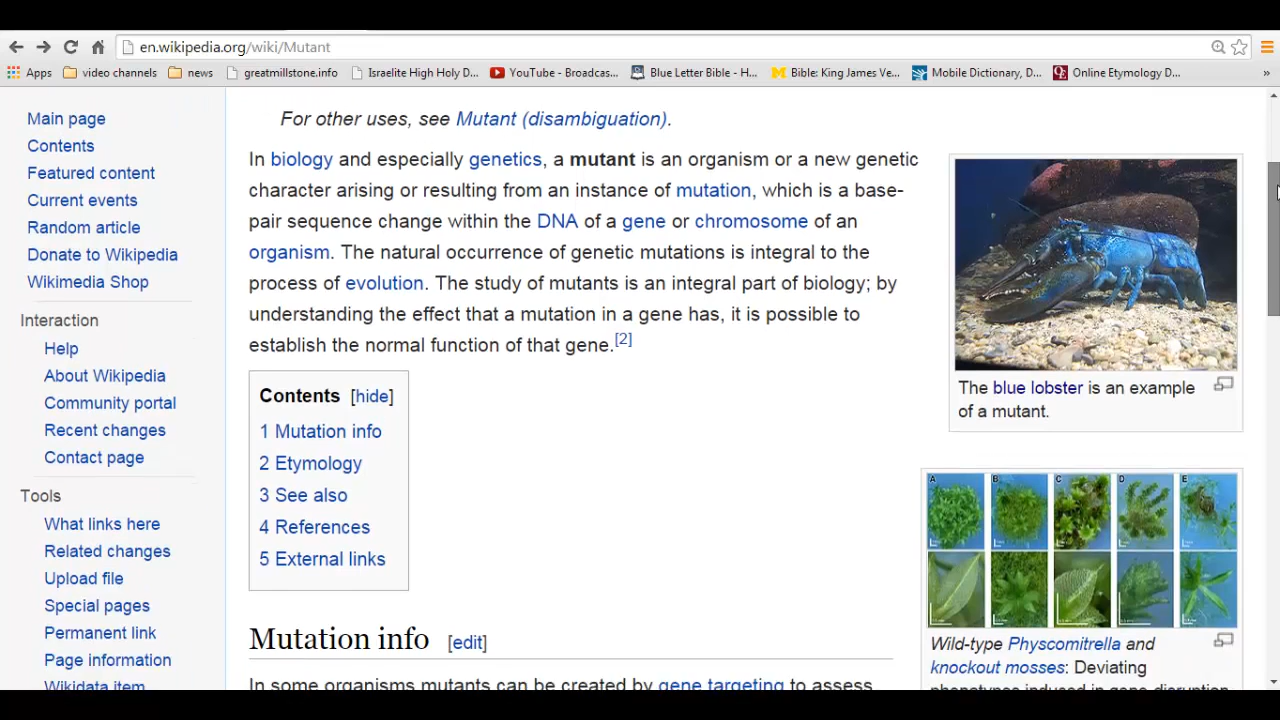 en.wikipedia.org/wiki/Mutant
Apps video channels news greatmillstone.info Israelite High Holy D... YouTube - Broadcas... Blue Letter Bible - H... Bible: King James Ve... Mobile Dictionary, D... Online Etymology D... »
Main page
Contents
Featured content
Current events
Random article
Donate to Wikipedia
Wikimedia Shop
Interaction
Help
About Wikipedia
Community portal
Recent changes
Contact page
Tools
What links here
Related changes
Upload file
Special pages
Permanent link
Page information
Wikidata item
For other uses, see Mutant (disambiguation).
In biology and especially genetics, a mutant is an organism or a new genetic
character arising or resulting from an instance of mutation, which is a base-
pair sequence change within the DNA of a gene or chromosome of an
organism. The natural occurrence of genetic mutations is integral to the
process of evolution. The study of mutants is an integral part of biology; by
understanding the effect that a mutation in a gene has, it is possible to
establish the normal function of that gene.[2]
Contents [hide]
1 Mutation info
2 Etymology
3 See also
4 References
5 External links
Mutation info [edit]
In some organisms mutants can be created by gene targeting to assess
The blue lobster is an example
of a mutant.
A B C D E
Wild-type Physcomitrella and
knockout mosses: Deviating
phenotypes induced in gene disruption